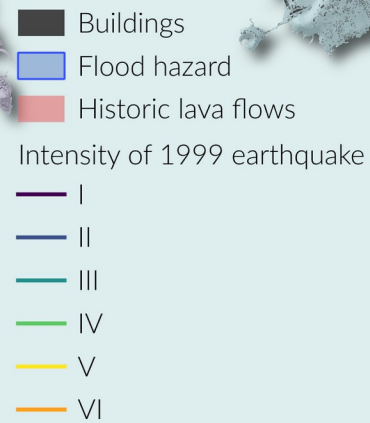 Buildings
Flood hazard
Historic lava flows
Intensity of 1999 earthquake
I
II
III
IV
V
VI